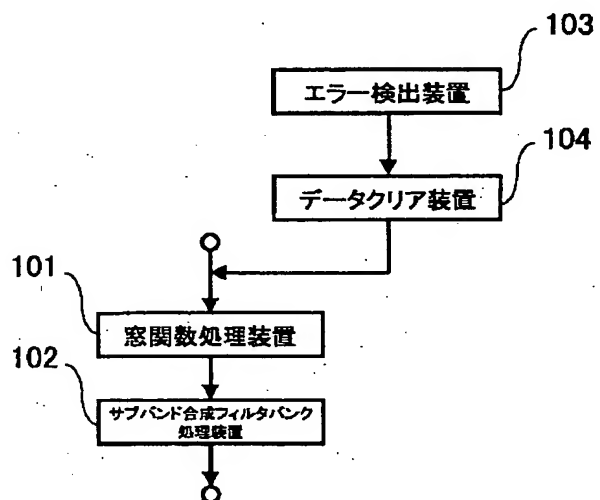 103
エラー検出装置
104
データクリア装置
101
窓関数処理装置
102
サブバンド合成フィルタバンク
処理装置